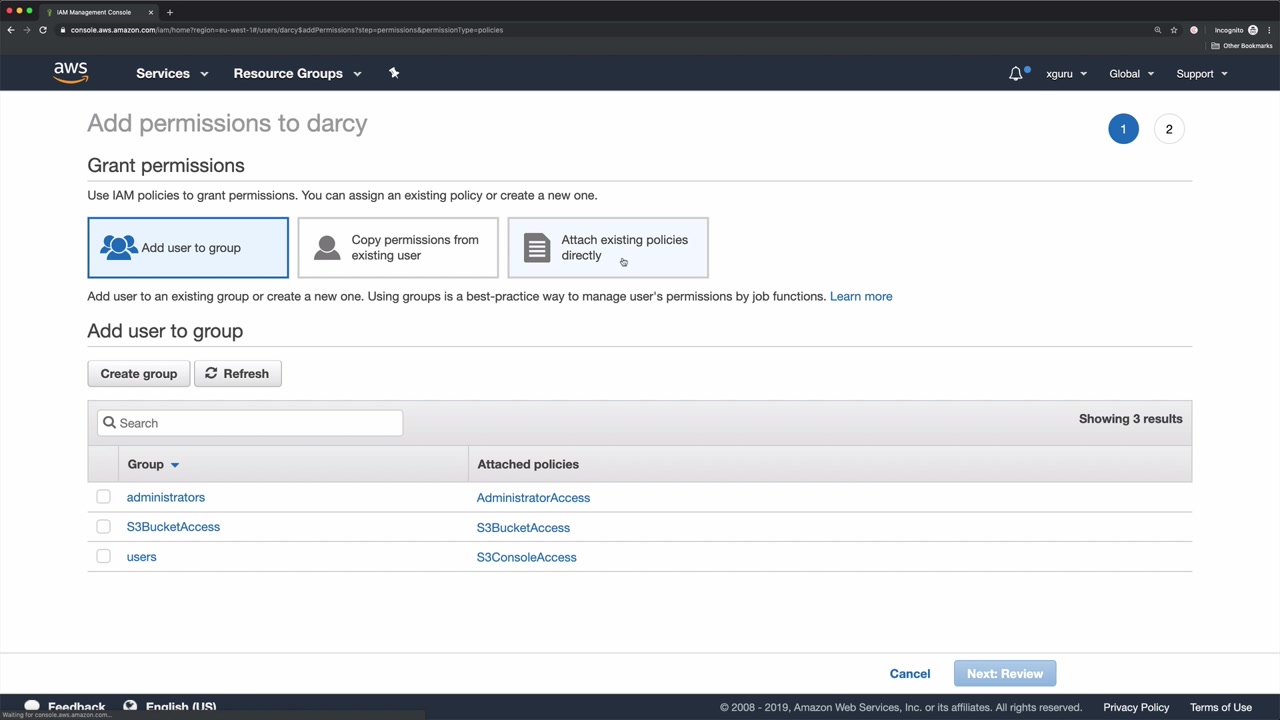 IAM Management Console
console.aws.amazon.com/iam/home?region=eu-west-1#/users/darcy$addPermissions?step=permissions&permissionType=policies
Incognito
Other Bookmarks
aws
Services
Resource Groups
xguru
Global
Support
Add permissions to darcy
1
2
Grant permissions
Use IAM policies to grant permissions. You can assign an existing policy or create a new one.
Add user to group
Copy permissions from
existing user
Attach existing policies
directly
Add user to an existing group or create a new one. Using groups is a best-practice way to manage user's permissions by job functions. Learn more
Add user to group
Create group
Refresh
Search
Showing 3 results
Group
Attached policies
administrators
AdministratorAccess
S3BucketAccess
S3BucketAccess
users
S3ConsoleAccess
Cancel
Next: Review
Feedback
English (US)
© 2008 - 2019, Amazon Web Services, Inc. or its affiliates. All rights reserved.
Privacy Policy
Terms of Use
Waiting for console.aws.amazon.com...